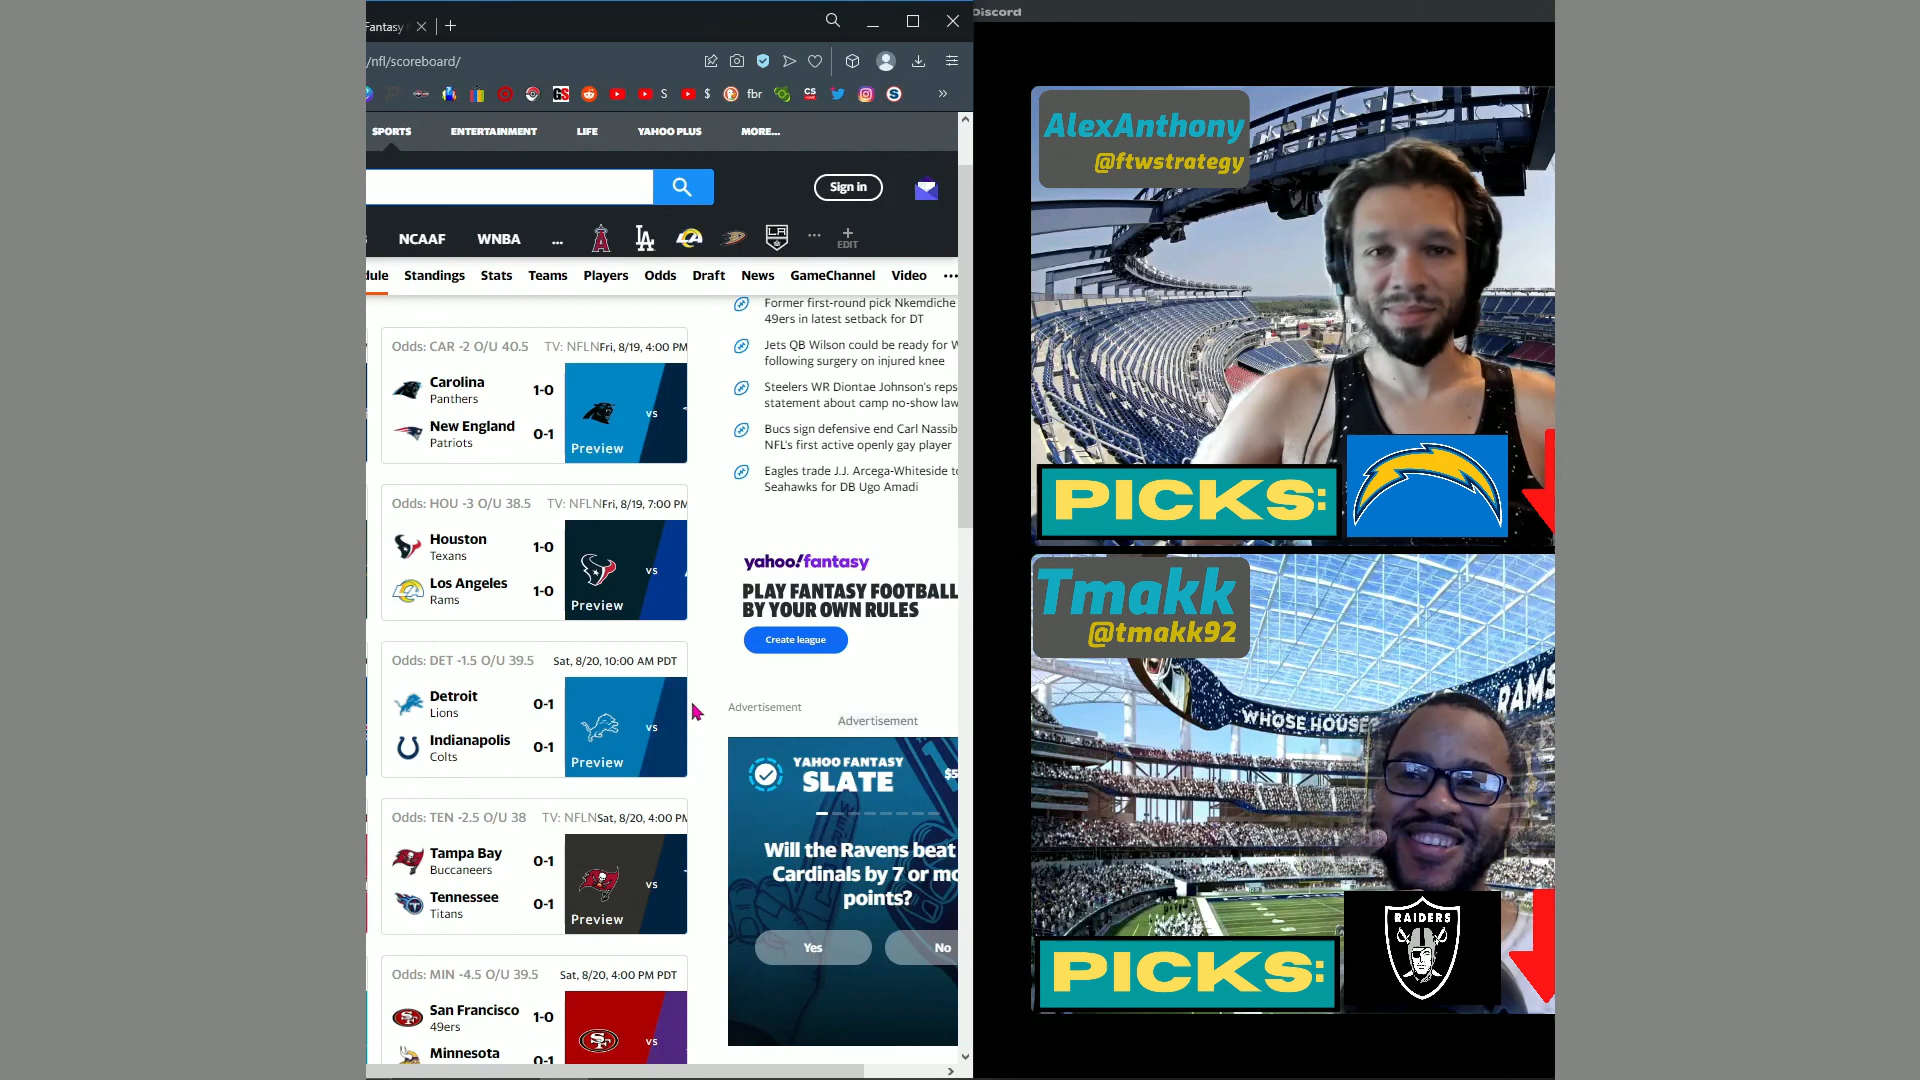 Fantasy
/nfl/scoreboard/
S
$
fbr
SPORTS
ENTERTAINMENT
LIFE
YAHOO PLUS
MORE...
Sign in
NCAAF
WNBA
...
EDIT
Standings
Stats
Teams
Players
Odds
Draft
News
GameChannel
Video
Odds: CAR -2 O/U 40.5 TV: NFLN Fri, 8/19, 4:00 PM
Carolina 1-0
Panthers
New England 0-1
Patriots
vs
Preview
Odds: HOU -3 O/U 38.5 TV: NFLN Fri, 8/19, 7:00 PM
Houston 1-0
Texans
Los Angeles 1-0
Rams
vs
Preview
Odds: DET -1.5 O/U 39.5 Sat, 8/20, 10:00 AM PDT
Detroit 0-1
Lions
Indianapolis 0-1
Colts
vs
Preview
Odds: TEN -2.5 O/U 38 TV: NFLN Sat, 8/20, 4:00 PM
Tampa Bay 0-1
Buccaneers
Tennessee 0-1
Titans
vs
Preview
Odds: MIN -4.5 O/U 39.5 Sat, 8/20, 4:00 PM PDT
San Francisco 1-0
49ers
Minnesota 0-1
vs
Former first-round pick Nkemdiche
49ers in latest setback for DT
Jets QB Wilson could be ready for W
following surgery on injured knee
Steelers WR Diontae Johnson's reps
statement about camp no-show law
Bucs sign defensive end Carl Nassib
NFL's first active openly gay player
Eagles trade J.J. Arcega-Whiteside to
Seahawks for DB Ugo Amadi
yahoo!fantasy
PLAY FANTASY FOOTBALL
BY YOUR OWN RULES
Create league
Advertisement
Advertisement
YAHOO FANTASY
SLATE
$5
Will the Ravens beat
Cardinals by 7 or mo
points?
Yes
No
Discord
AlexAnthony
@ftwstrategy
PICKS:
Tmakk
@tmakk92
WHOSE HOUSE?
RAMS
PICKS:
RAIDERS